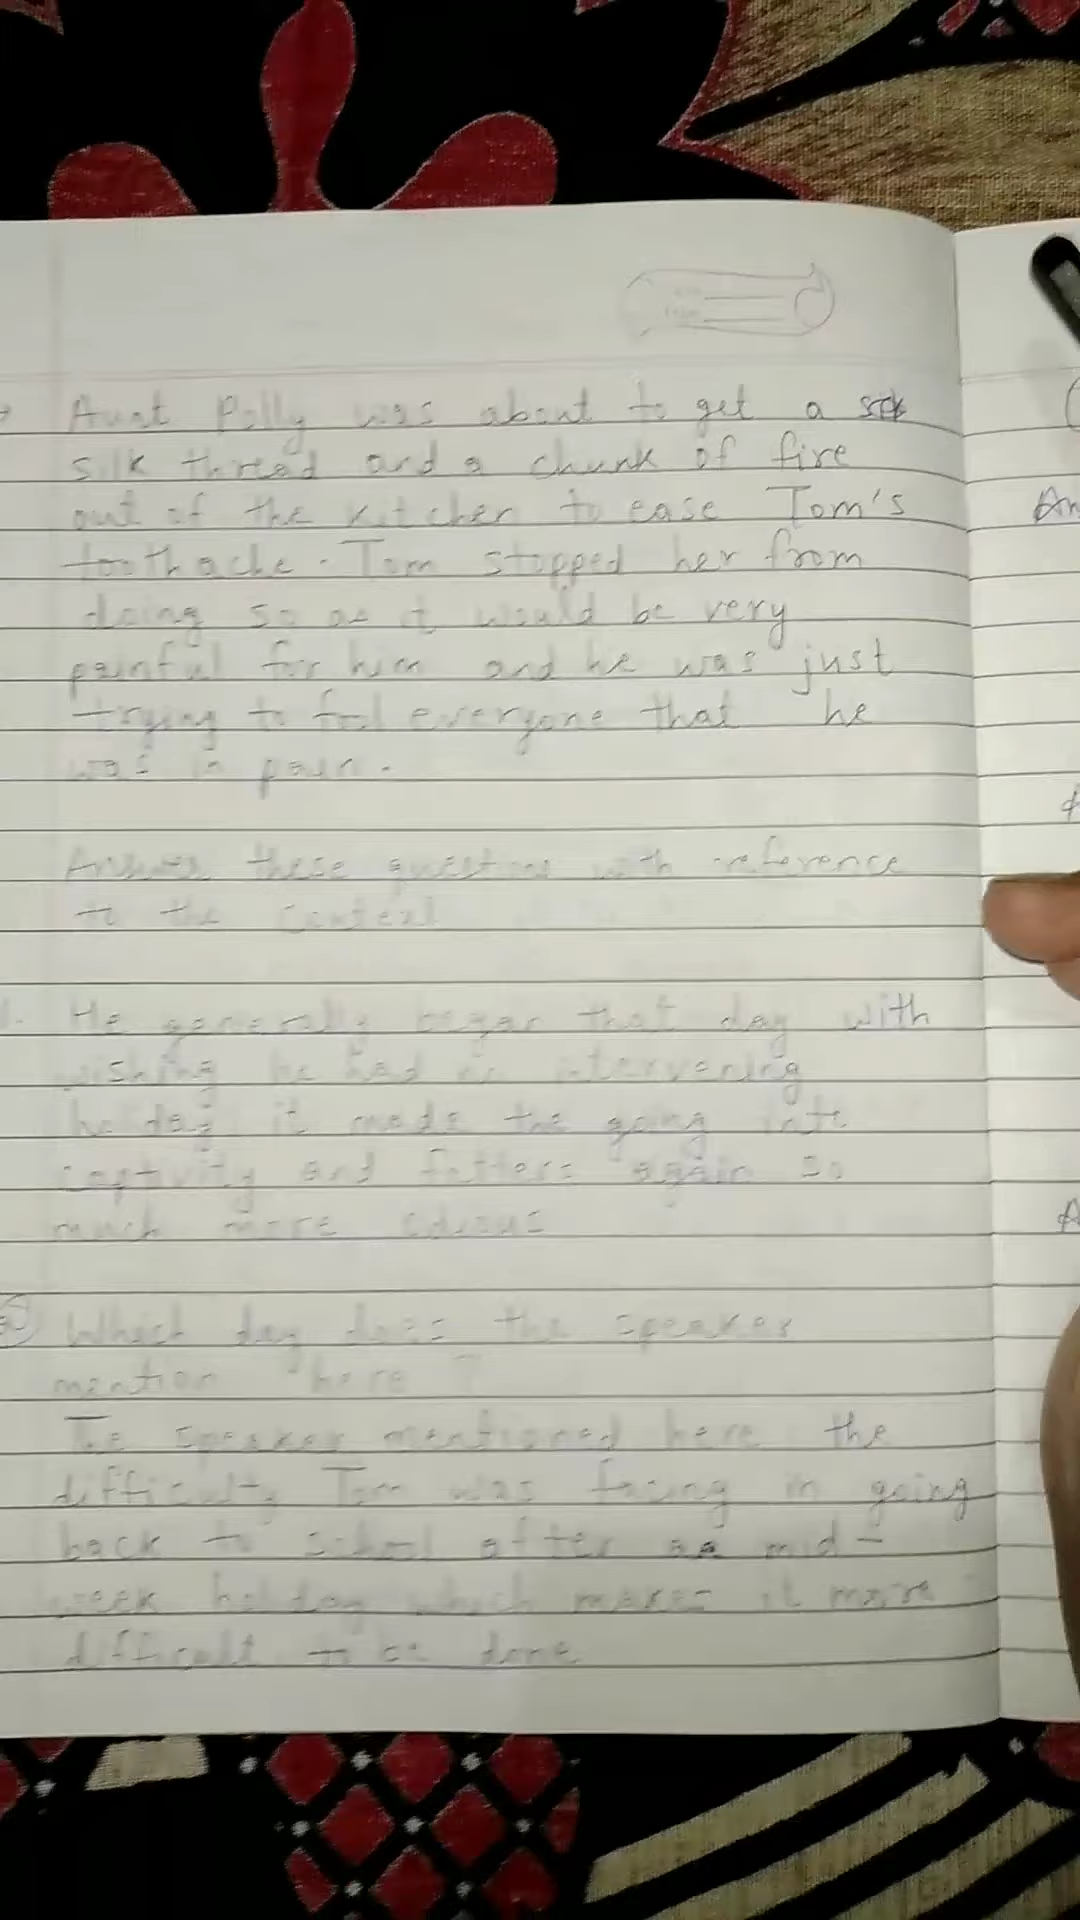 Aunt Polly was about to get a
silk thread and a chunk of fire
out of the kitchen to ease Tom's
toothache. Tom stopped her from
doing so as it would be very
painful for him and he was just
trying to fool everyone that he
was in pain.
Answer these questions with reference
to the context
1. He generally began that day with
wishing he had no intervening
holiday it made the going into
captivity and fetters again so
much more odious
Which day does the speaker
mention here ?
The speaker mentioned here the
difficulty Tom was facing in going
back to school after a mid-
week holiday which makes it more
difficult to be done
An
A